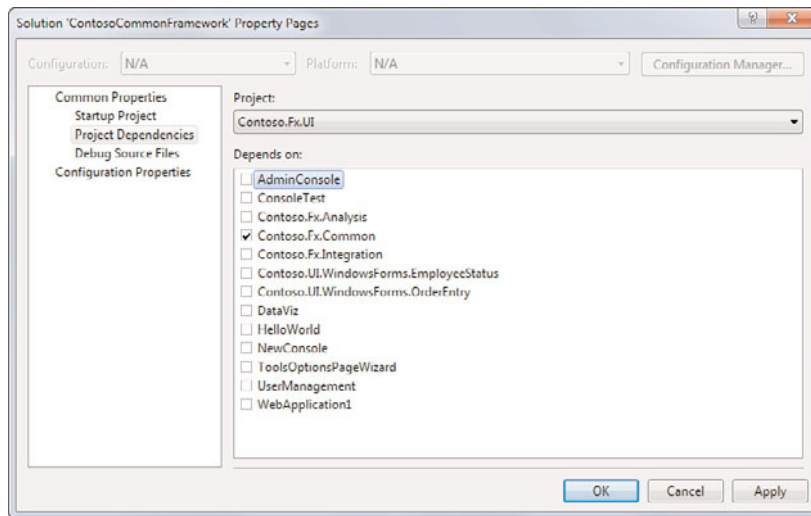 Solution 'ContosoCommonFramework' Property Pages
Configuration: N/A Platform: N/A Configuration Manager...
Common Properties
Startup Project
Project Dependencies
Debug Source Files
Configuration Properties
Project:
Contoso.Fx.UI
Depends on:
AdminConsole
ConsoleTest
Contoso.Fx.Analysis
Contoso.Fx.Common
Contoso.Fx.Integration
Contoso.UI.WindowsForms.EmployeeStatus
Contoso.UI.WindowsForms.OrderEntry
DataViz
HelloWorld
NewConsole
ToolsOptionsPageWizard
UserManagement
WebApplication1
OK Cancel Apply